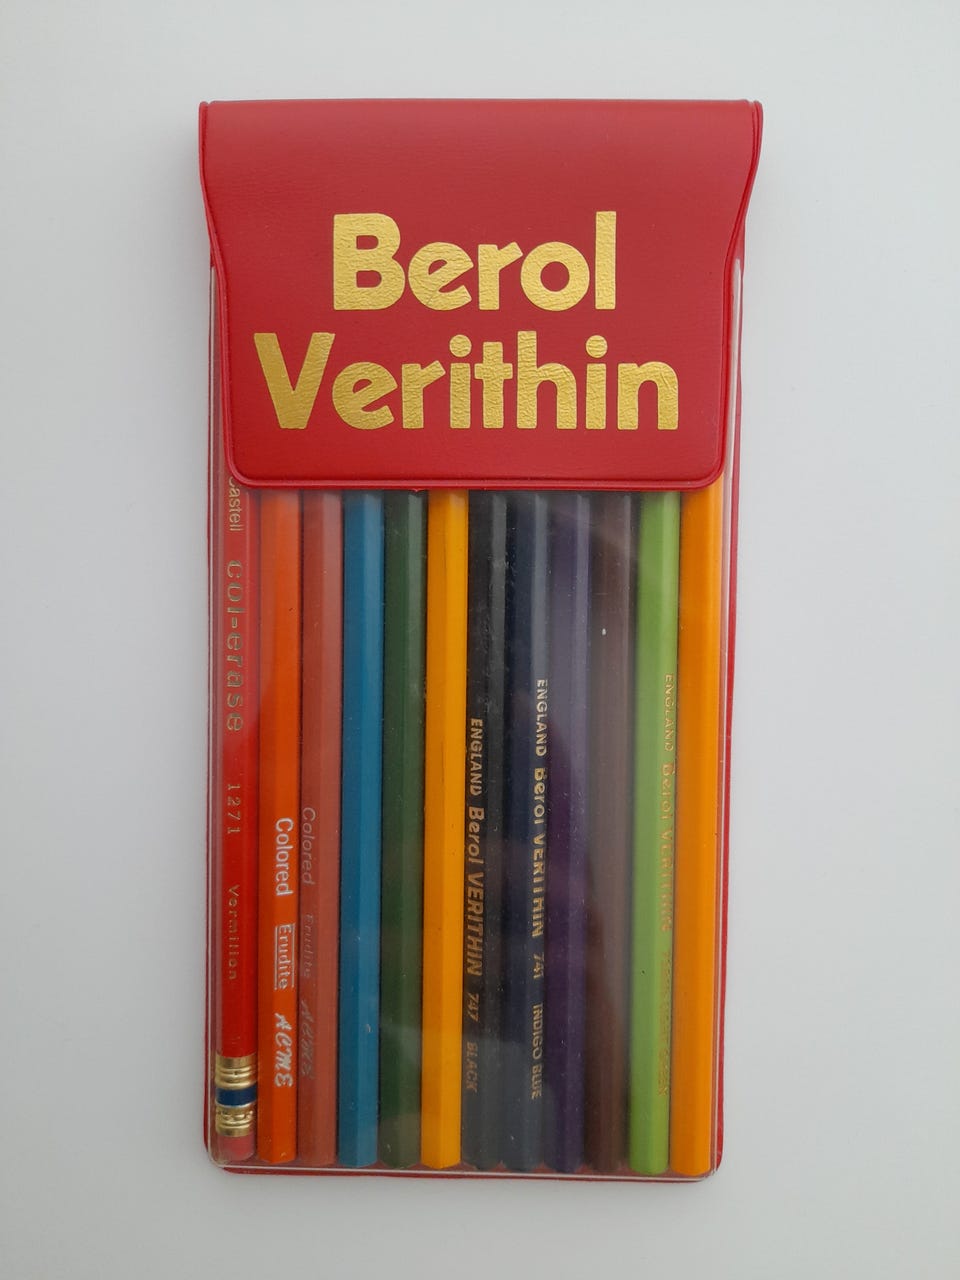 Berol
Verithin
Castell COL-erase 1271 Vermilion
Colored Erudite ACME
Colored Erudite ACME
ENGLAND Berol VERITHIN 747 BLACK
ENGLAND Berol VERITHIN 741 INDIGO BLUE
ENGLAND Berol VERITHIN